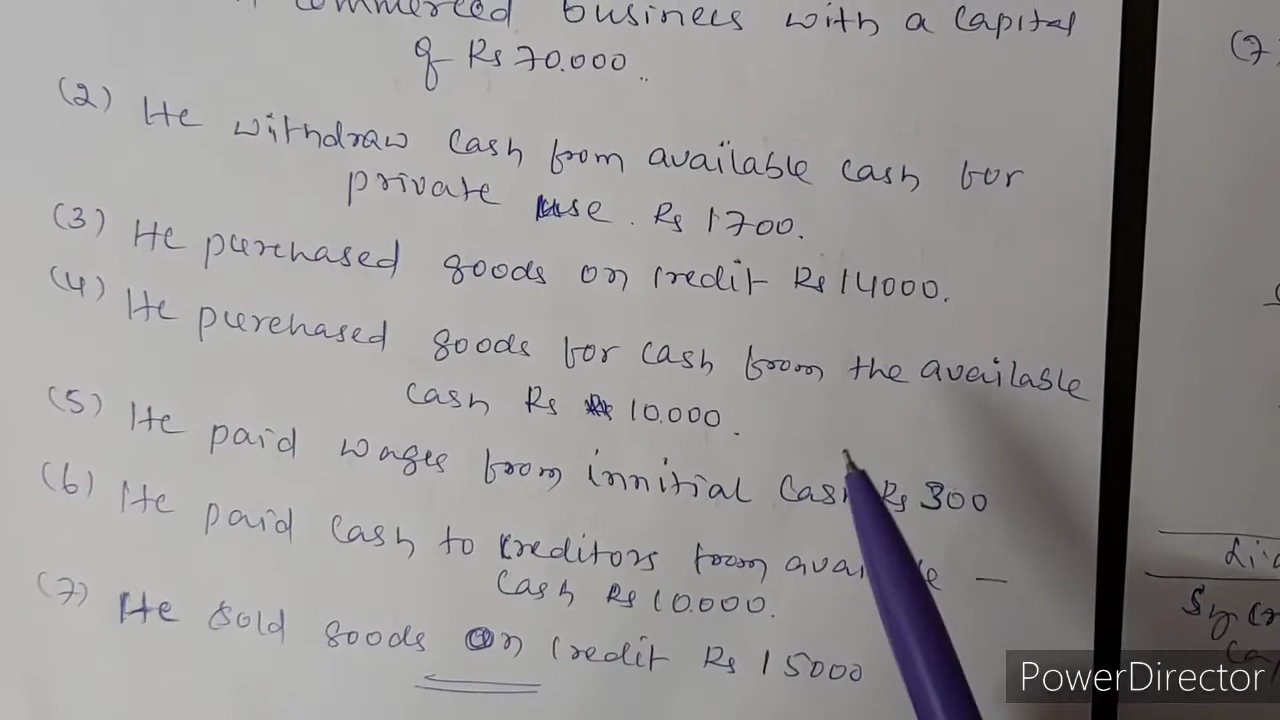 commenced business with a capital
of Rs 70.000..
(2) He withdraw cash from available cash for
private use. Rs 1700.
(3) He purchased goods on credit Rs 14000.
(4) He purchased goods for cash from the available
cash Rs 10.000.
(5) He paid wages from innitial cash Rs 300
(6) He paid cash to creditors from —
cash Rs 10.000.
(7) He sold goods on credit Rs 15000
(7)
PowerDirector